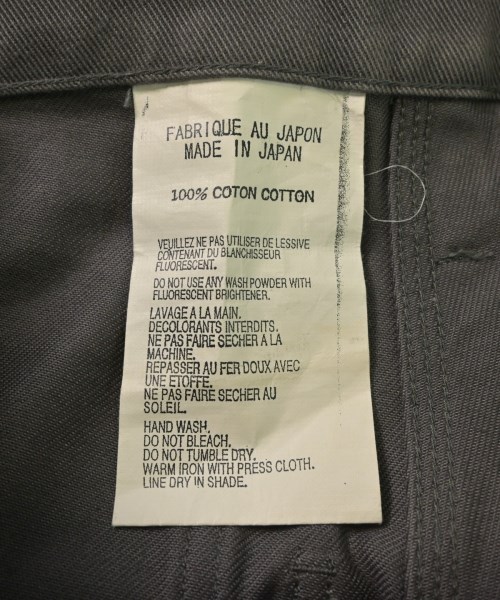 FABRIQUE AU JAPON
MADE IN JAPAN
100% COTON COTTON
VEUILLEZ NE PAS UTILISER DE LESSIVE
CONTENANT DU BLANCHISSEUR
FLUORESCENT.
DO NOT USE ANY WASH POWDER WITH
FLUORESCENT BRIGHTENER.
LAVAGE A LA MAIN.
DECOLORANTS INTERDITS.
NE PAS FAIRE SECHER A LA
MACHINE.
REPASSER AU FER DOUX AVEC
UNE ETOFFE.
NE PAS FAIRE SECHER AU
SOLEIL.
HAND WASH.
DO NOT BLEACH.
DO NOT TUMBLE DRY.
WARM IRON WITH PRESS CLOTH.
LINE DRY IN SHADE.